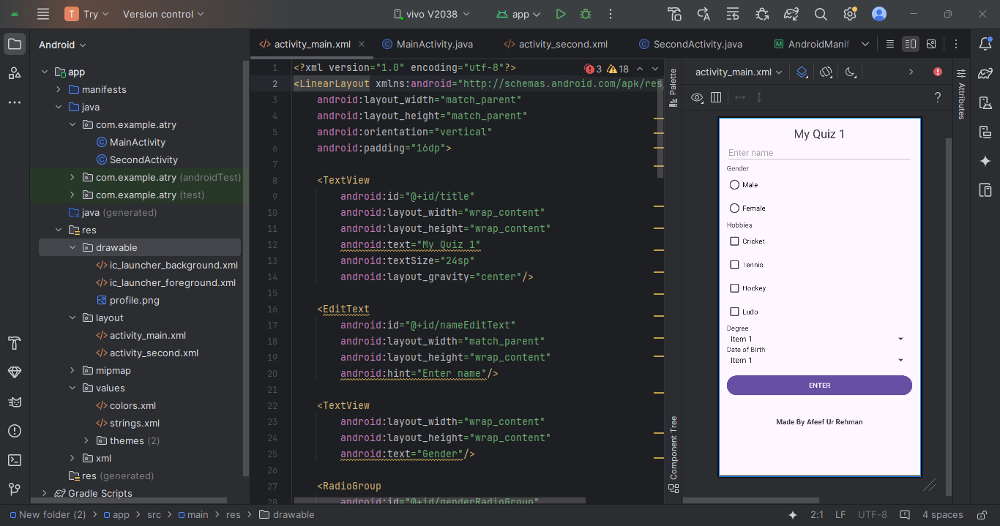 T Try Version control vivo V2038 app
Android
app
manifests
java
com.example.atry
MainActivity
SecondActivity
com.example.atry (androidTest)
com.example.atry (test)
java (generated)
res
drawable
ic_launcher_background.xml
ic_launcher_foreground.xml
profile.png
layout
activity_main.xml
activity_second.xml
mipmap
values
colors.xml
strings.xml
themes (2)
xml
res (generated)
Gradle Scripts
activity_main.xml MainActivity.java activity_second.xml SecondActivity.java AndroidManif
3 18
1 <?xml version="1.0" encoding="utf-8"?>
2 <LinearLayout xmlns:android="http://schemas.android.com/apk/res
3 android:layout_width="match_parent"
4 android:layout_height="match_parent"
5 android:orientation="vertical"
6 android:padding="16dp">
7
8 <TextView
9 android:id="@+id/title"
10 android:layout_width="wrap_content"
11 android:layout_height="wrap_content"
12 android:text="My Quiz 1"
13 android:textSize="24sp"
14 android:layout_gravity="center"/>
15
16 <EditText
17 android:id="@+id/nameEditText"
18 android:layout_width="match_parent"
19 android:layout_height="wrap_content"
20 android:hint="Enter name"/>
21
22 <TextView
23 android:layout_width="wrap_content"
24 android:layout_height="wrap_content"
25 android:text="Gender"/>
26
27 <RadioGroup
28 android:id="@+id/genderRadioGroup"
Palette
Component Tree
activity_main.xml
?
My Quiz 1
Enter name
Gender
Male
Female
Hobbies
Cricket
Tennis
Hockey
Ludo
Degree
Item 1
Date of Birth
Item 1
ENTER
Made By Afeef Ur Rehman
Attributes
New folder (2) > app > src > main > res > drawable
2:1 LF UTF-8 4 spaces